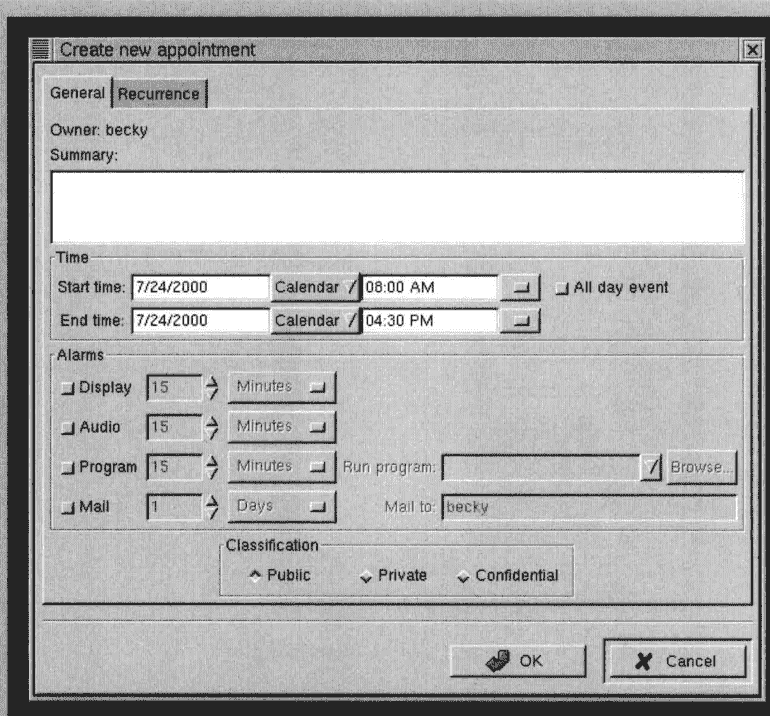 Create new appointment
General Recurrence
Owner: becky
Summary:
Time
Start time: 7/24/2000 Calendar 08:00 AM All day event
End time: 7/24/2000 Calendar 04:30 PM
Alarms
Display 15 Minutes
Audio 15 Minutes
Program 15 Minutes Run program: Browse...
Mail 1 Days Mail to: becky
Classification
Public Private Confidential
OK Cancel